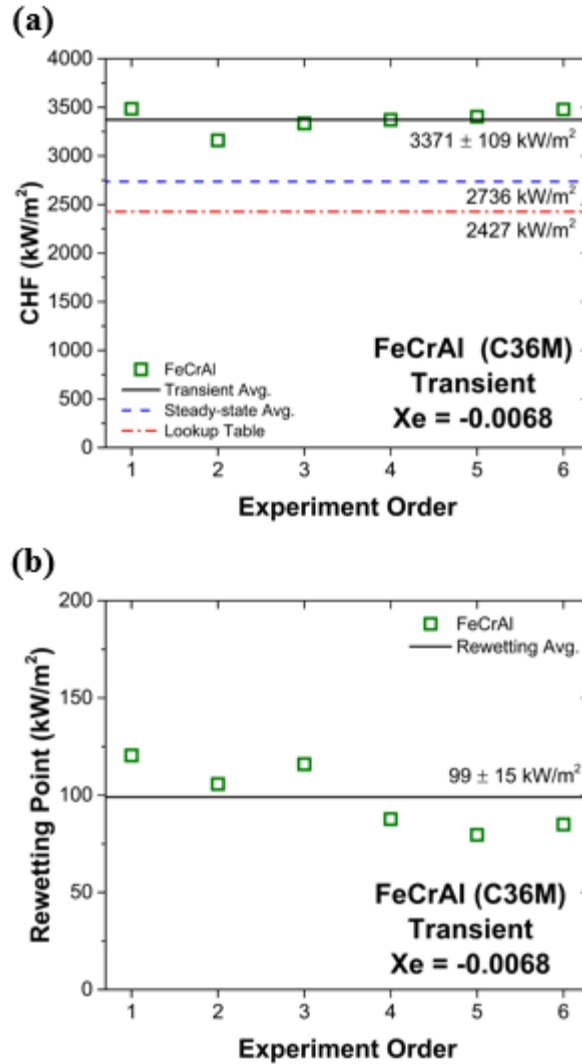 (a)
4000
3500
3000
2500
2000
1500
1000
500
0
CHF (kW/m²)
3371 ± 109 kW/m²
2736 kW/m²
2427 kW/m²
FeCrAl
Transient Avg.
Steady-state Avg.
Lookup Table
FeCrAl (C36M)
Transient
Xe = -0.0068
1 2 3 4 5 6
Experiment Order
(b)
200
150
100
50
0
Rewetting Point (kW/m²)
FeCrAl
Rewetting Avg.
99 ± 15 kW/m²
FeCrAl (C36M)
Transient
Xe = -0.0068
1 2 3 4 5 6
Experiment Order